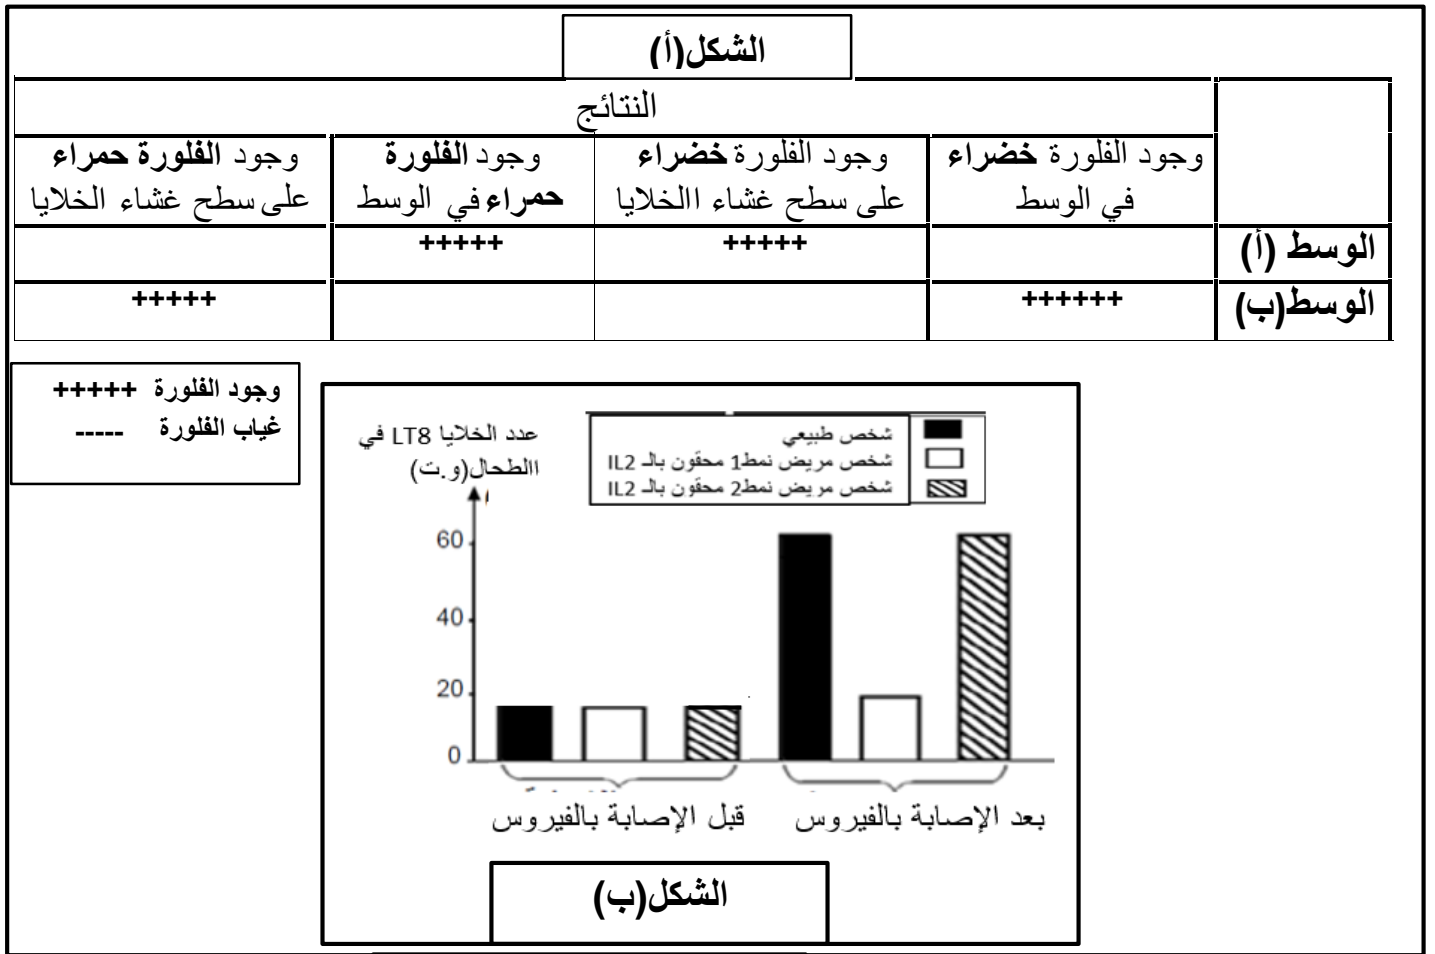 الشكل(أ)
النتائج
وجود الفلورة خضراء
في الوسط
وجود الفلورة خضراء
على سطح غشاء االخلايا
وجود الفلورة
حمراء في الوسط
وجود الفلورة حمراء
على سطح غشاء الخلايا
الوسط (أ)
+++++
+++++
الوسط(ب)
++++++
+++++
وجود الفلورة +++++
غياب الفلورة -----
عدد الخلايا LT8 في
االطحال(و.ت)
شخص طبيعي
شخص مريض نمط1 محقون بالـ IL2
شخص مريض نمط2 محقون بالـ IL2
60
40
20
0
قبل الإصابة بالفيروس
بعد الإصابة بالفيروس
الشكل(ب)